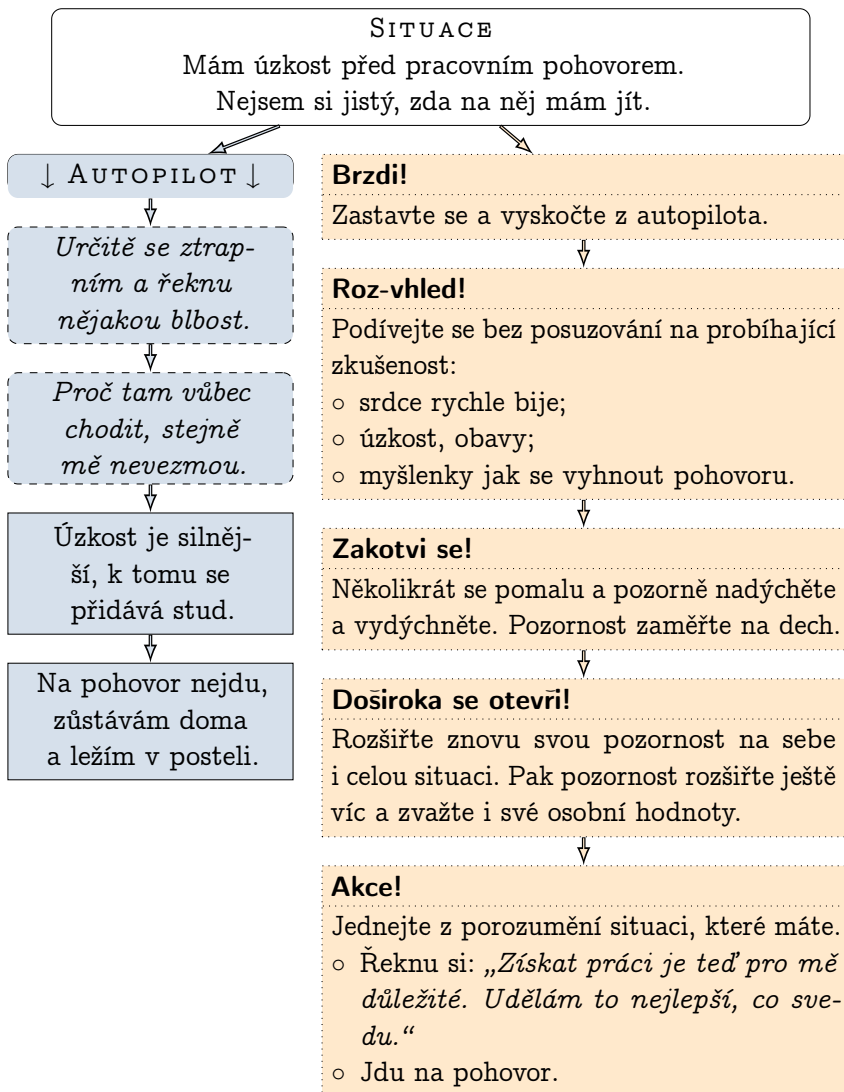 SITUACE
Mám úzkost před pracovním pohovorem.
Nejsem si jistý, zda na něj mám jít.
↓ AUTOPILOT ↓
Určitě se ztrap-
ním a řeknu
nějakou blbost.
Proč tam vůbec
chodit, stejně
mě nevezmou.
Úzkost je silněj-
ší, k tomu se
přidává stud.
Na pohovor nejdu,
zůstávám doma
a ležím v posteli.
Brzdi!
Zastavte se a vyskočte z autopilota.
Roz-vhled!
Podívejte se bez posuzování na probíhající
zkušenost:
○ srdce rychle bije;
○ úzkost, obavy;
○ myšlenky jak se vyhnout pohovoru.
Zakotvi se!
Několikrát se pomalu a pozorně nadýchěte
a vydýchněte. Pozornost zaměřte na dech.
Doširoka se otevři!
Rozšiřte znovu svou pozornost na sebe
i celou situaci. Pak pozornost rozšiřte ještě
víc a zvažte i své osobní hodnoty.
Akce!
Jednejte z porozumění situaci, které máte.
○ Řeknu si: „Získat práci je teď pro mě
důležité. Udělám to nejlepší, co sve-
du.“
○ Jdu na pohovor.